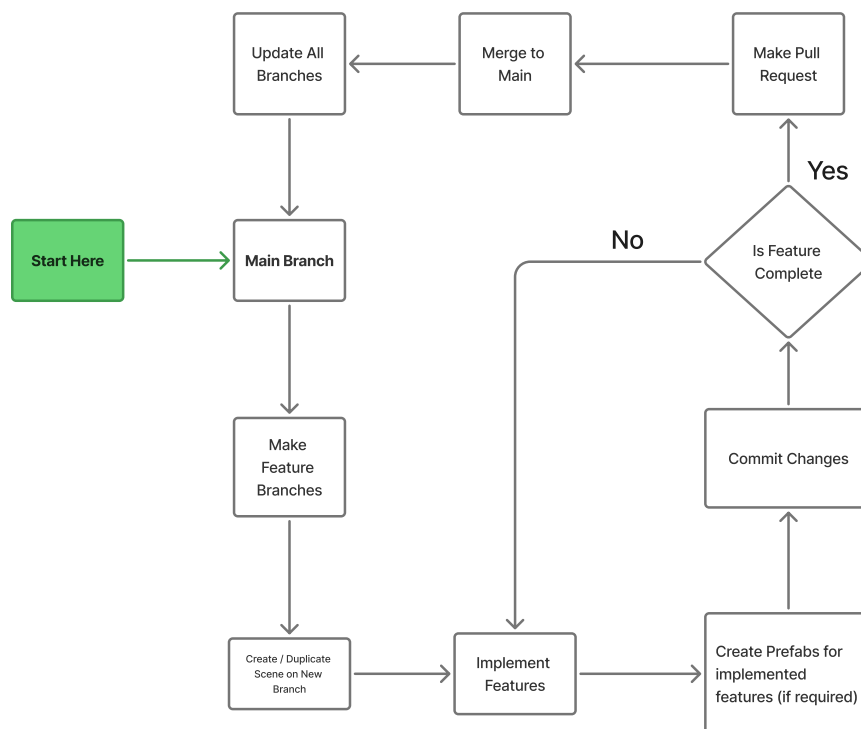 Update All
Branches
Merge to
Main
Make Pull
Request
Yes
Start Here
Main Branch
No
Is Feature
Complete
Make
Feature
Branches
Commit Changes
Create / Duplicate
Scene on New
Branch
Implement
Features
Create Prefabs for
implemented
features (if required)